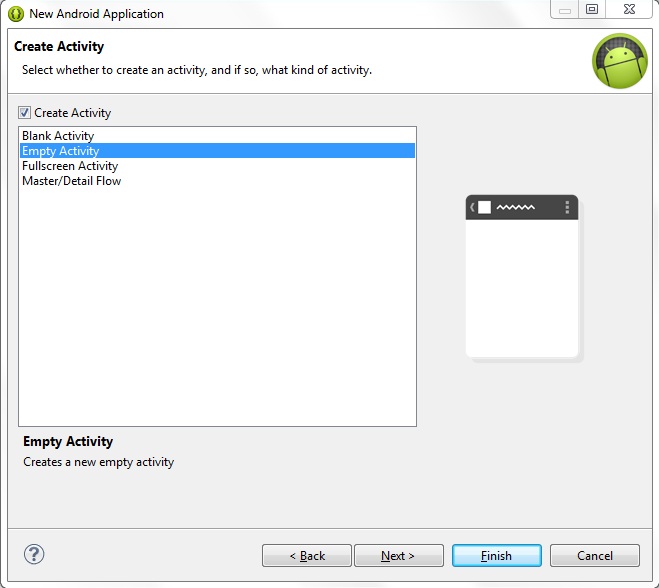 New Android Application
Create Activity
Select whether to create an activity, and if so, what kind of activity.
Create Activity
Blank Activity
Empty Activity
Fullscreen Activity
Master/Detail Flow
Empty Activity
Creates a new empty activity
?
< Back
Next >
Finish
Cancel